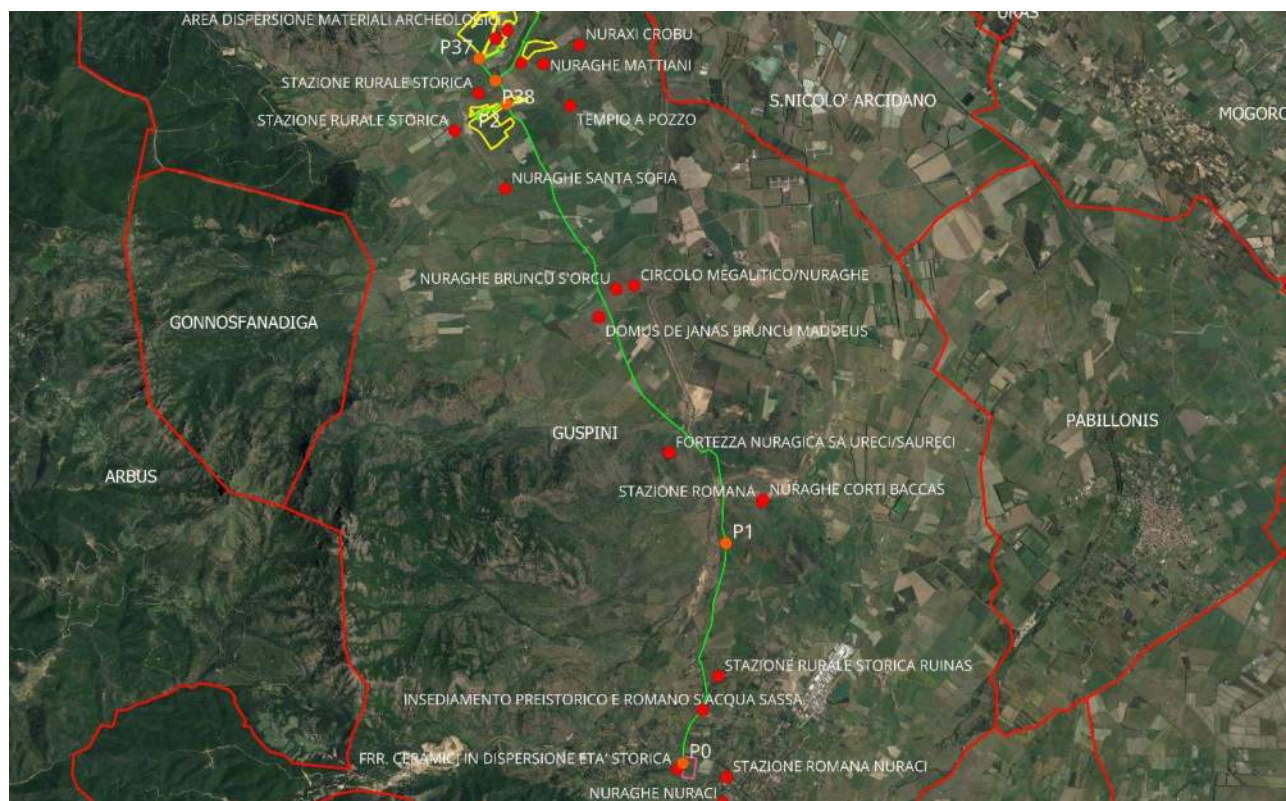 AREA DISPERSIONE MATERIALI ARCHEOLOGICI
URAS
NURAXI CROBU
P37
NURAGHE MATTIANI
STAZIONE RURALE STORICA
P38
S.NICOLO' ARCIDANO
MOGORO
TEMPIO A POZZO
STAZIONE RURALE STORICA
P2
NURAGHE SANTA SOFIA
NURAGHE BRUNCU S'ORCU
CIRCOLO MEGALITICO/NURAGHE
GONNOSFANADIGA
DOMUS DE JANAS BRUNCU MADDEUS
PABILLONIS
GUSPINI
FORTEZZA NURAGICA SA URECI/SAURECI
ARBUS
STAZIONE ROMANA
NURAGHE CORTI BACCAS
P1
STAZIONE RURALE STORICA RUINAS
INSEDIAMENTO PREISTORICO E ROMANO S'ACQUA SASSA
P0
FRR. CERAMICI IN DISPERSIONE ETA' STORICA
STAZIONE ROMANA NURACI
NURAGHE NURACI